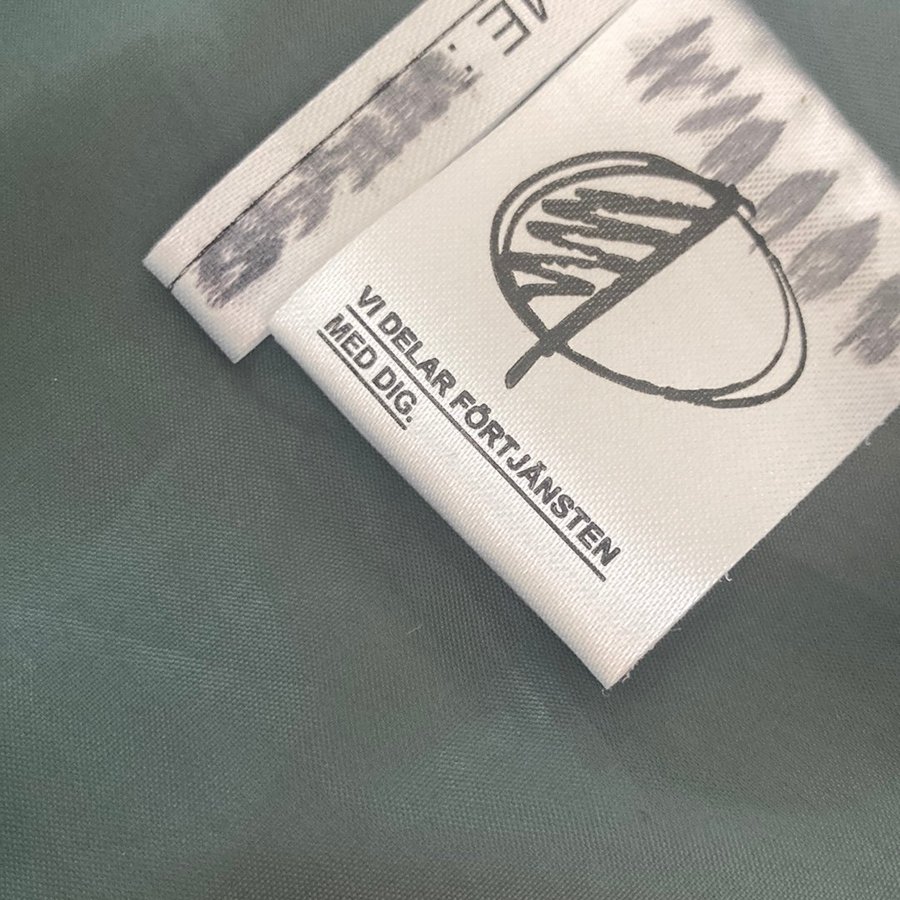 VI DELAR FÖRTJÄNSTEN
MED DIG.